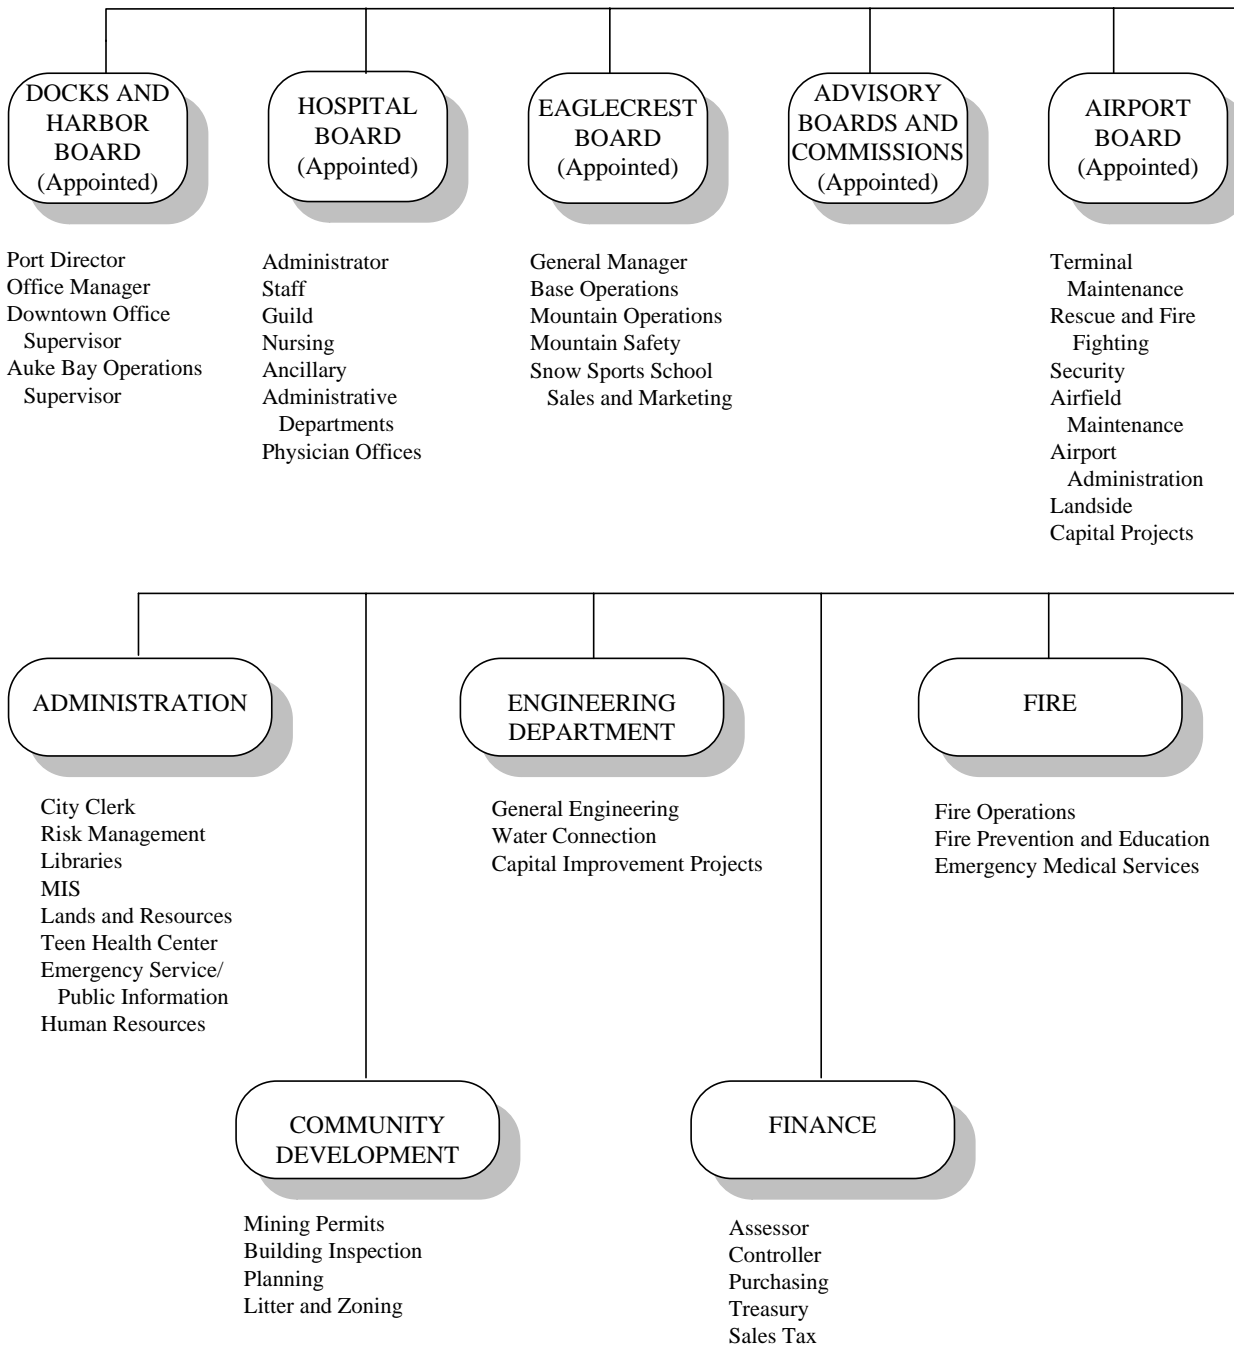 DOCKS AND
HARBOR
BOARD
(Appointed)
HOSPITAL
BOARD
(Appointed)
EAGLECREST
BOARD
(Appointed)
ADVISORY
BOARDS AND
COMMISSIONS
(Appointed)
AIRPORT
BOARD
(Appointed)
Port Director
Office Manager
Downtown Office
Supervisor
Auke Bay Operations
Supervisor
Administrator
Staff
Guild
Nursing
Ancillary
Administrative
Departments
Physician Offices
General Manager
Base Operations
Mountain Operations
Mountain Safety
Snow Sports School
Sales and Marketing
Terminal
Maintenance
Rescue and Fire
Fighting
Security
Airfield
Maintenance
Airport
Administration
Landside
Capital Projects
ADMINISTRATION
ENGINEERING
DEPARTMENT
FIRE
City Clerk
Risk Management
Libraries
MIS
Lands and Resources
Teen Health Center
Emergency Service/
Public Information
Human Resources
General Engineering
Water Connection
Capital Improvement Projects
Fire Operations
Fire Prevention and Education
Emergency Medical Services
COMMUNITY
DEVELOPMENT
FINANCE
Mining Permits
Building Inspection
Planning
Litter and Zoning
Assessor
Controller
Purchasing
Treasury
Sales Tax